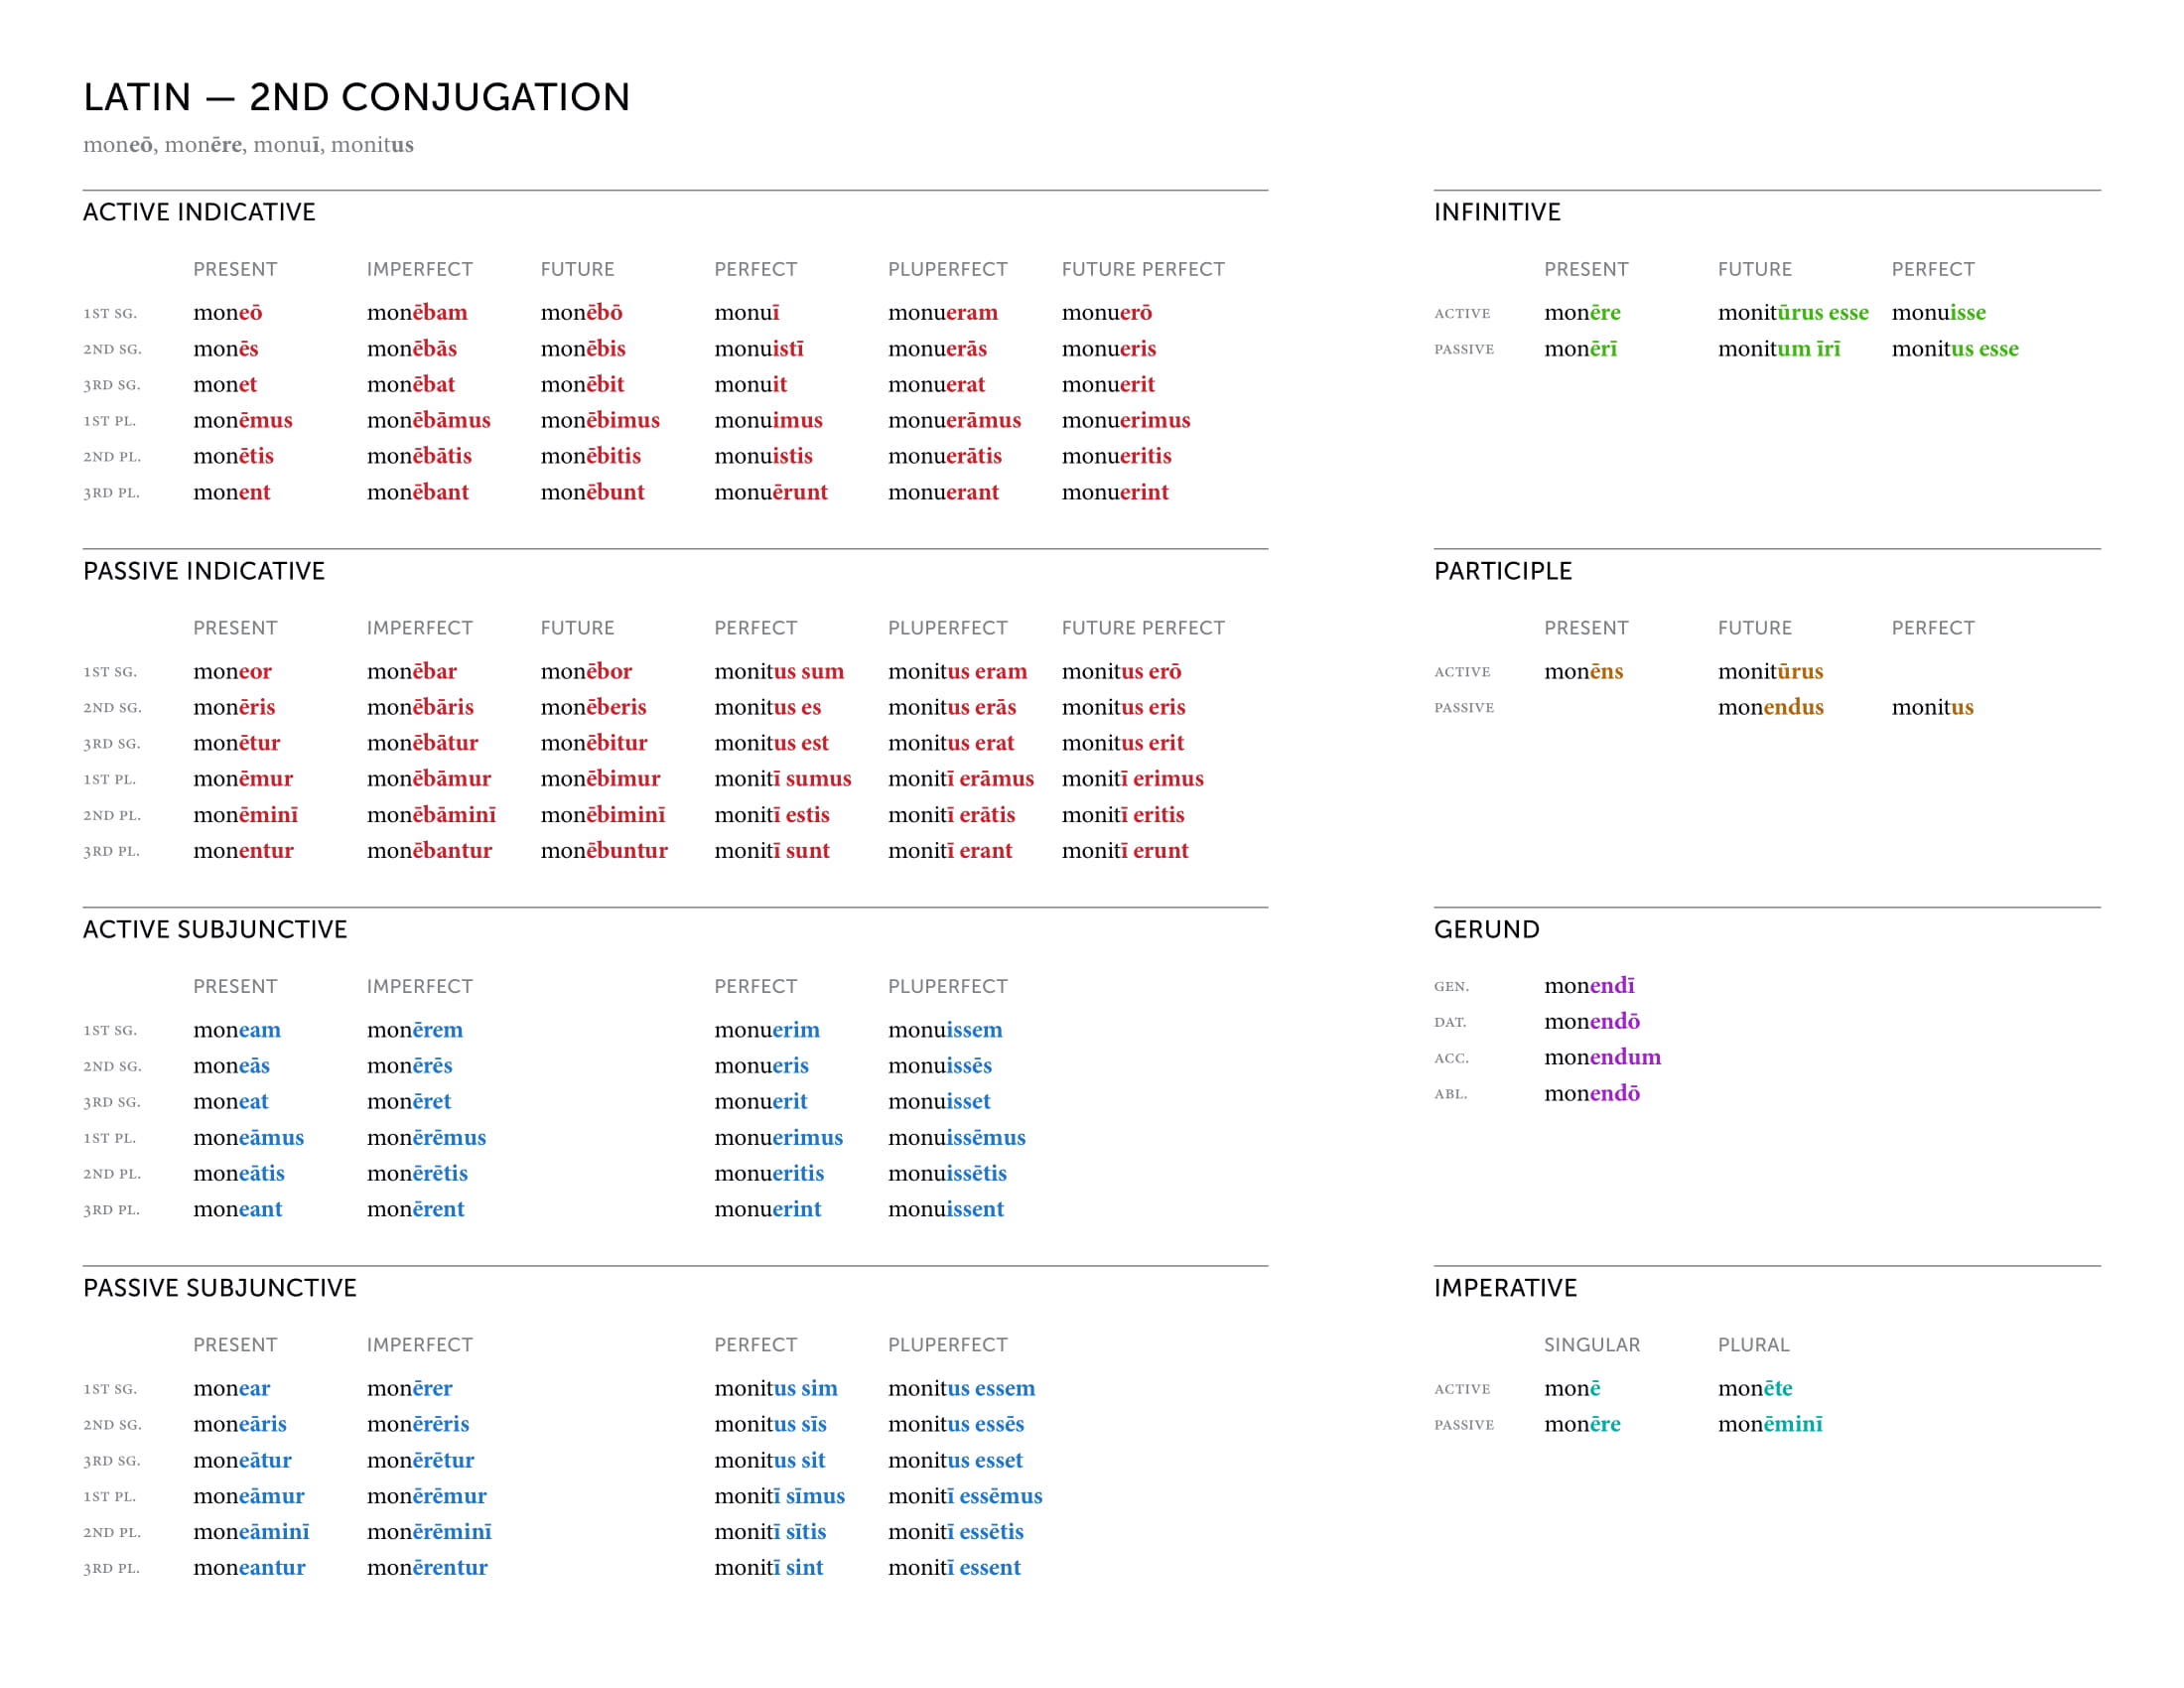 LATIN — 2ND CONJUGATION
moneō, monēre, monuī, monitus
ACTIVE INDICATIVE
PRESENT IMPERFECT FUTURE PERFECT PLUPERFECT FUTURE PERFECT
1ST SG. moneō monēbam monēbō monuī monueram monuerō
2ND SG. monēs monēbās monēbis monuistī monuerās monueris
3RD SG. monet monēbat monēbit monuit monuerat monuerit
1ST PL. monēmus monēbāmus monēbimus monuimus monuerāmus monuerimus
2ND PL. monētis monēbātis monēbitis monuistis monuerātis monueritis
3RD PL. monent monēbant monēbunt monuērunt monuerant monuerint
PASSIVE INDICATIVE
PRESENT IMPERFECT FUTURE PERFECT PLUPERFECT FUTURE PERFECT
1ST SG. moneor monēbar monēbor monitus sum monitus eram monitus erō
2ND SG. monēris monēbāris monēberis monitus es monitus erās monitus eris
3RD SG. monētur monēbātur monēbitur monitus est monitus erat monitus erit
1ST PL. monēmur monēbāmur monēbimur monitī sumus monitī erāmus monitī erimus
2ND PL. monēminī monēbāminī monēbiminī monitī estis monitī erātis monitī eritis
3RD PL. monentur monēbantur monēbuntur monitī sunt monitī erant monitī erunt
ACTIVE SUBJUNCTIVE
PRESENT IMPERFECT PERFECT PLUPERFECT
1ST SG. moneam monērem monuerim monuissem
2ND SG. moneās monērēs monueris monuissēs
3RD SG. moneat monēret monuerit monuisset
1ST PL. moneāmus monērēmus monuerimus monuissēmus
2ND PL. moneātis monērētis monueritis monuissētis
3RD PL. moneant monērent monuerint monuissent
PASSIVE SUBJUNCTIVE
PRESENT IMPERFECT PERFECT PLUPERFECT
1ST SG. monear monērer monitus sim monitus essem
2ND SG. moneāris monērēris monitus sīs monitus essēs
3RD SG. moneātur monērētur monitus sit monitus esset
1ST PL. moneāmur monērēmur monitī sīmus monitī essēmus
2ND PL. moneāminī monērēminī monitī sītis monitī essētis
3RD PL. moneantur monērentur monitī sint monitī essent
INFINITIVE
PRESENT FUTURE PERFECT
ACTIVE monēre monitūrus esse monuisse
PASSIVE monērī monitum īrī monitus esse
PARTICIPLE
PRESENT FUTURE PERFECT
ACTIVE monēns monitūrus
PASSIVE monendus monitus
GERUND
GEN. monendī
DAT. monendō
ACC. monendum
ABL. monendō
IMPERATIVE
SINGULAR PLURAL
ACTIVE monē monēte
PASSIVE monēre monēminī